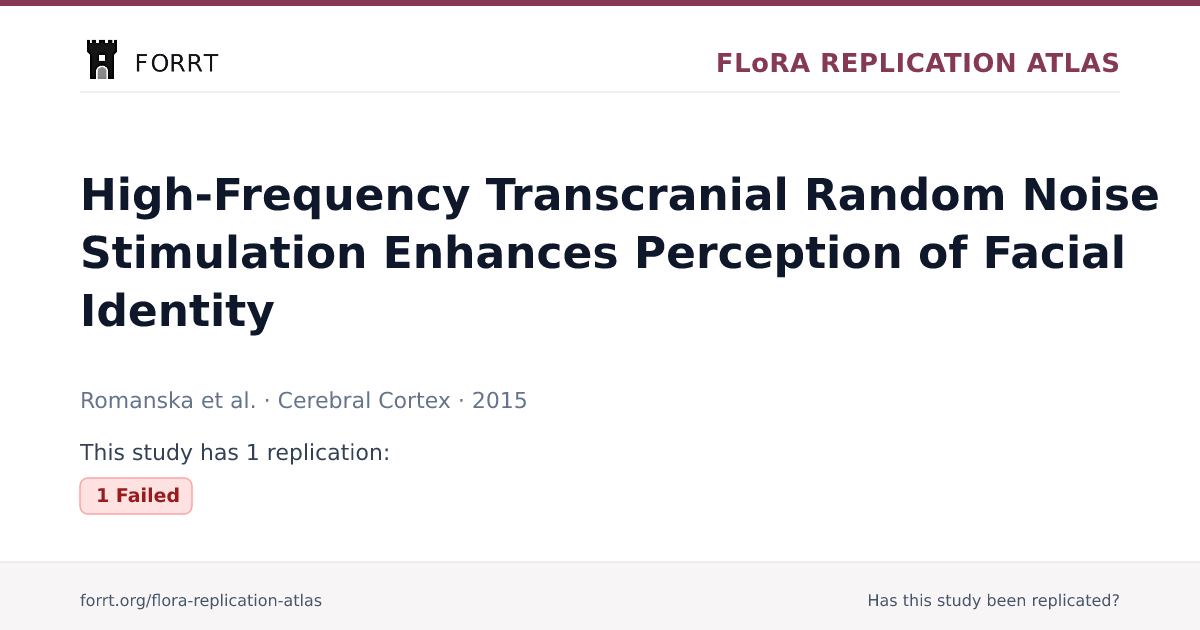 FORRT
FLoRA REPLICATION ATLAS
High-Frequency Transcranial Random Noise
Stimulation Enhances Perception of Facial
Identity
Romanska et al. · Cerebral Cortex · 2015
This study has 1 replication:
1 Failed
forrt.org/flora-replication-atlas
Has this study been replicated?